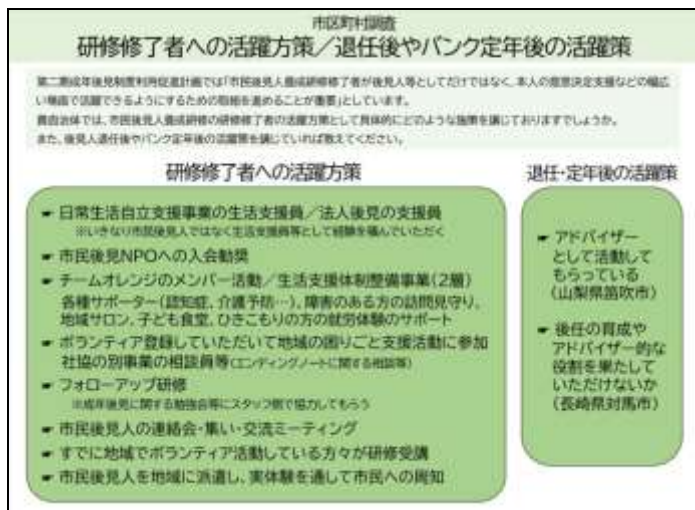 市区町村調査
研修修了者への活躍方策／退任後やバンク定年後の活躍策
第二期成年後見制度利用促進計画では「市民後見人養成研修修了者が後見人等としてだけではなく、本人の意思決定支援などの幅広
い場面で活躍できるようにするための取組を進めることが重要」としています。
貴自治体では、市民後見人養成研修の研修修了者の活躍方策として具体的にどのような施策を講じておりますでしょうか。
また、後見人退任後やバンク定年後の活躍策を講じていれば教えてください。
研修修了者への活躍方策
☛ 日常生活自立支援事業の生活支援員／法人後見の支援員
※いきなり市民後見人ではなく生活支援員等として経験を積んでいただく
☛ 市民後見NPOへの入会勧奨
☛ チームオレンジのメンバー活動／生活支援体制整備事業（2層）
各種サポーター（認知症、介護予防…）、障害のある方の訪問見守り、
地域サロン、子ども食堂、ひきこもりの方の就労体験のサポート
☛ ボランティア登録していただいて地域の困りごと支援活動に参加
社協の別事業の相談員等（エンディングノートに関する相談等）
☛ フォローアップ研修
※成年後見に関する勉強会等にスタッフ側で協力してもらう
☛ 市民後見人の連絡会・集い・交流ミーティング
☛ すでに地域でボランティア活動している方々が研修受講
☛ 市民後見人を地域に派遣し、実体験を通して市民への周知
退任・定年後の活躍策
☛ アドバイザー
として活動して
もらっている
（山梨県笛吹市）
☛ 後任の育成や
アドバイザー的な
役割を果たして
いただけないか
（長崎県対馬市）